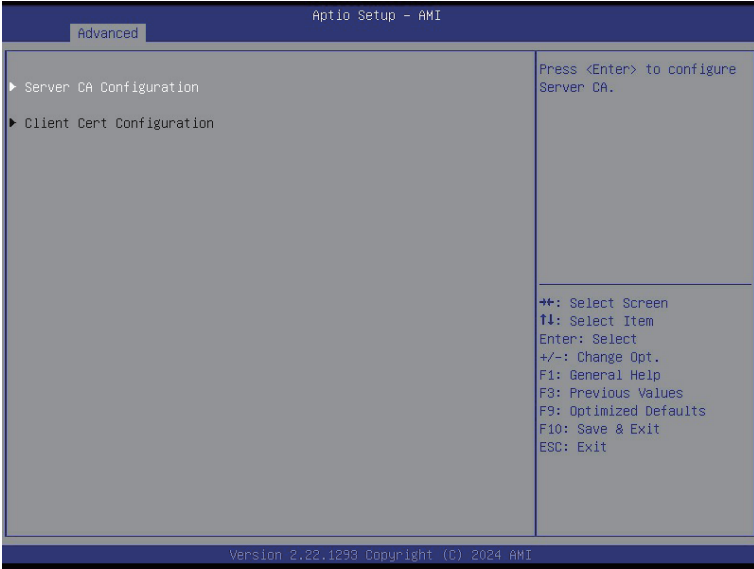 Aptio Setup – AMI
Advanced
▶ Server CA Configuration
▶ Client Cert Configuration
Press <Enter> to configure
Server CA.
→←: Select Screen
↑↓: Select Item
Enter: Select
+/-: Change Opt.
F1: General Help
F3: Previous Values
F9: Optimized Defaults
F10: Save & Exit
ESC: Exit
Version 2.22.1293 Copyright (C) 2024 AMI